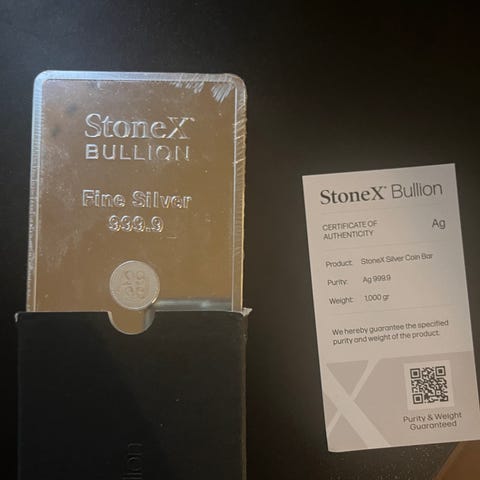 StoneX
BULLION
Fine Silver
999.9
StoneX® Bullion
CERTIFICATE OF
AUTHENTICITY
Ag
Product: StoneX Silver Coin Bar
Purity: Ag 999.9
Weight: 1,000 gr
We hereby guarantee the specified
purity and weight of the product.
Purity & Weight
Guaranteed